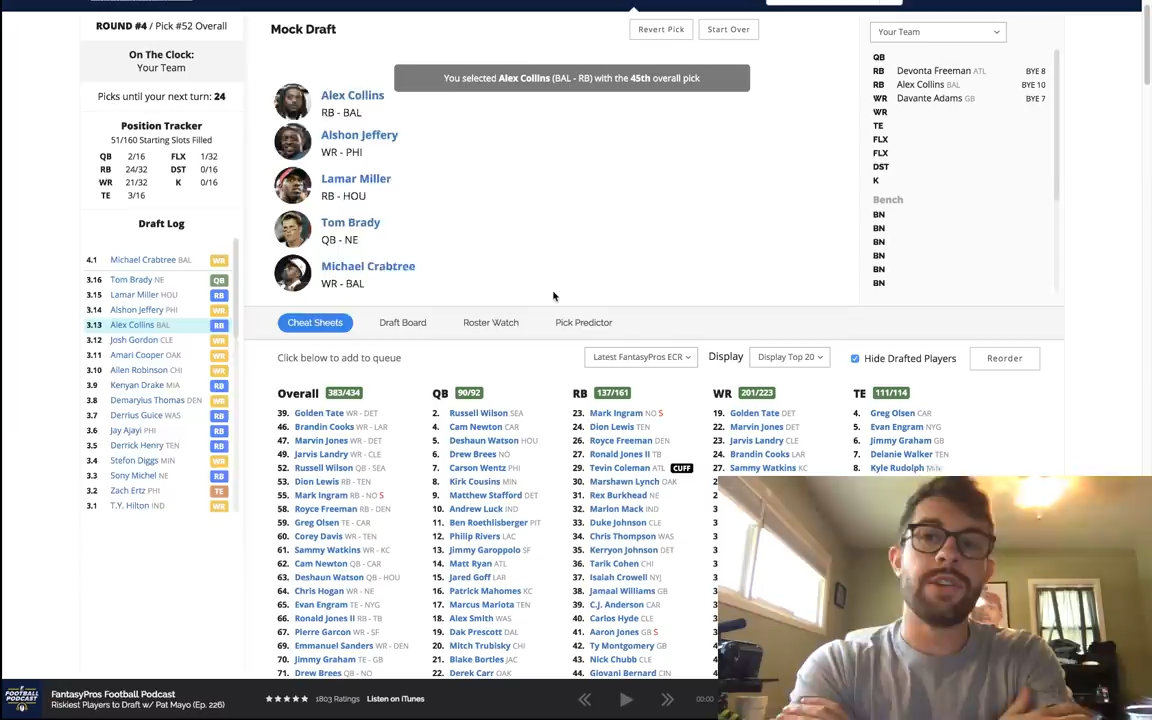 ROUND #4 / Pick #52 Overall
On The Clock:
Your Team
Picks until your next turn: 24
Position Tracker
51/160 Starting Slots Filled
QB 2/16 FLX 1/32
RB 24/32 DST 0/16
WR 21/32 K 0/16
TE 3/16
Draft Log
4.1 Michael Crabtree BAL WR
3.16 Tom Brady NE QB
3.15 Lamar Miller HOU RB
3.14 Alshon Jeffery PHI WR
3.13 Alex Collins BAL RB
3.12 Josh Gordon CLE WR
3.11 Amari Cooper OAK WR
3.10 Allen Robinson CHI WR
3.9 Kenyan Drake MIA RB
3.8 Demaryius Thomas DEN WR
3.7 Derrius Guice WAS RB
3.6 Jay Ajayi PHI RB
3.5 Derrick Henry TEN RB
3.4 Stefon Diggs MIN WR
3.3 Sony Michel NE RB
3.2 Zach Ertz PHI TE
3.1 T.Y. Hilton IND WR
Mock Draft
Revert Pick
Start Over
You selected Alex Collins (BAL - RB) with the 45th overall pick
Alex Collins
RB - BAL
Alshon Jeffery
WR - PHI
Lamar Miller
RB - HOU
Tom Brady
QB - NE
Michael Crabtree
WR - BAL
Your Team
QB
RB Devonta Freeman ATL BYE 8
RB Alex Collins BAL BYE 10
WR Davante Adams GB BYE 7
WR
TE
FLX
FLX
DST
K
Bench
BN
BN
BN
BN
BN
BN
Cheat Sheets Draft Board Roster Watch Pick Predictor
Click below to add to queue
Latest FantasyPros ECR Display Display Top 20 Hide Drafted Players Reorder
Overall 383/434
39. Golden Tate WR - DET
46. Brandin Cooks WR - LAR
47. Marvin Jones WR - DET
49. Jarvis Landry WR - CLE
52. Russell Wilson QB - SEA
53. Dion Lewis RB - TEN
55. Mark Ingram RB - NO S
58. Royce Freeman RB - DEN
59. Greg Olsen TE - CAR
60. Corey Davis WR - TEN
61. Sammy Watkins WR - KC
62. Cam Newton QB - CAR
63. Deshaun Watson QB - HOU
64. Chris Hogan WR - NE
65. Evan Engram TE - NYG
66. Ronald Jones II RB - TB
67. Pierre Garcon WR - SF
69. Emmanuel Sanders WR - DEN
70. Jimmy Graham TE - GB
71. Drew Brees QB - NO
QB 90/92
2. Russell Wilson SEA
4. Cam Newton CAR
5. Deshaun Watson HOU
6. Drew Brees NO
7. Carson Wentz PHI
8. Kirk Cousins MIN
9. Matthew Stafford DET
10. Andrew Luck IND
11. Ben Roethlisberger PIT
12. Philip Rivers LAC
13. Jimmy Garoppolo SF
14. Matt Ryan ATL
15. Jared Goff LAR
16. Patrick Mahomes KC
17. Marcus Mariota TEN
18. Alex Smith WAS
19. Dak Prescott DAL
20. Mitch Trubisky CHI
21. Blake Bortles JAC
22. Derek Carr OAK
RB 137/161
23. Mark Ingram NO S
24. Dion Lewis TEN
26. Royce Freeman DEN
27. Ronald Jones II TB
29. Tevin Coleman ATL CUFF
30. Marshawn Lynch OAK
31. Rex Burkhead NE
32. Marlon Mack IND
33. Duke Johnson CLE
34. Chris Thompson WAS
35. Kerryon Johnson DET
36. Tarik Cohen CHI
37. Isaiah Crowell NYJ
38. Jamaal Williams GB
39. C.J. Anderson CAR
40. Carlos Hyde CLE
41. Aaron Jones GB S
42. Ty Montgomery GB
43. Nick Chubb CLE
44. Giovani Bernard CIN
WR 201/223
19. Golden Tate DET
22. Marvin Jones DET
23. Jarvis Landry CLE
24. Brandin Cooks LAR
27. Sammy Watkins KC
TE 111/114
4. Greg Olsen CAR
5. Evan Engram NYG
6. Jimmy Graham GB
7. Delanie Walker TEN
8. Kyle Rudolph
FOOTBALL PODCAST
FantasyPros Football Podcast
Riskiest Players to Draft w/ Pat Mayo (Ep. 226)
1803 Ratings Listen on iTunes
00:00